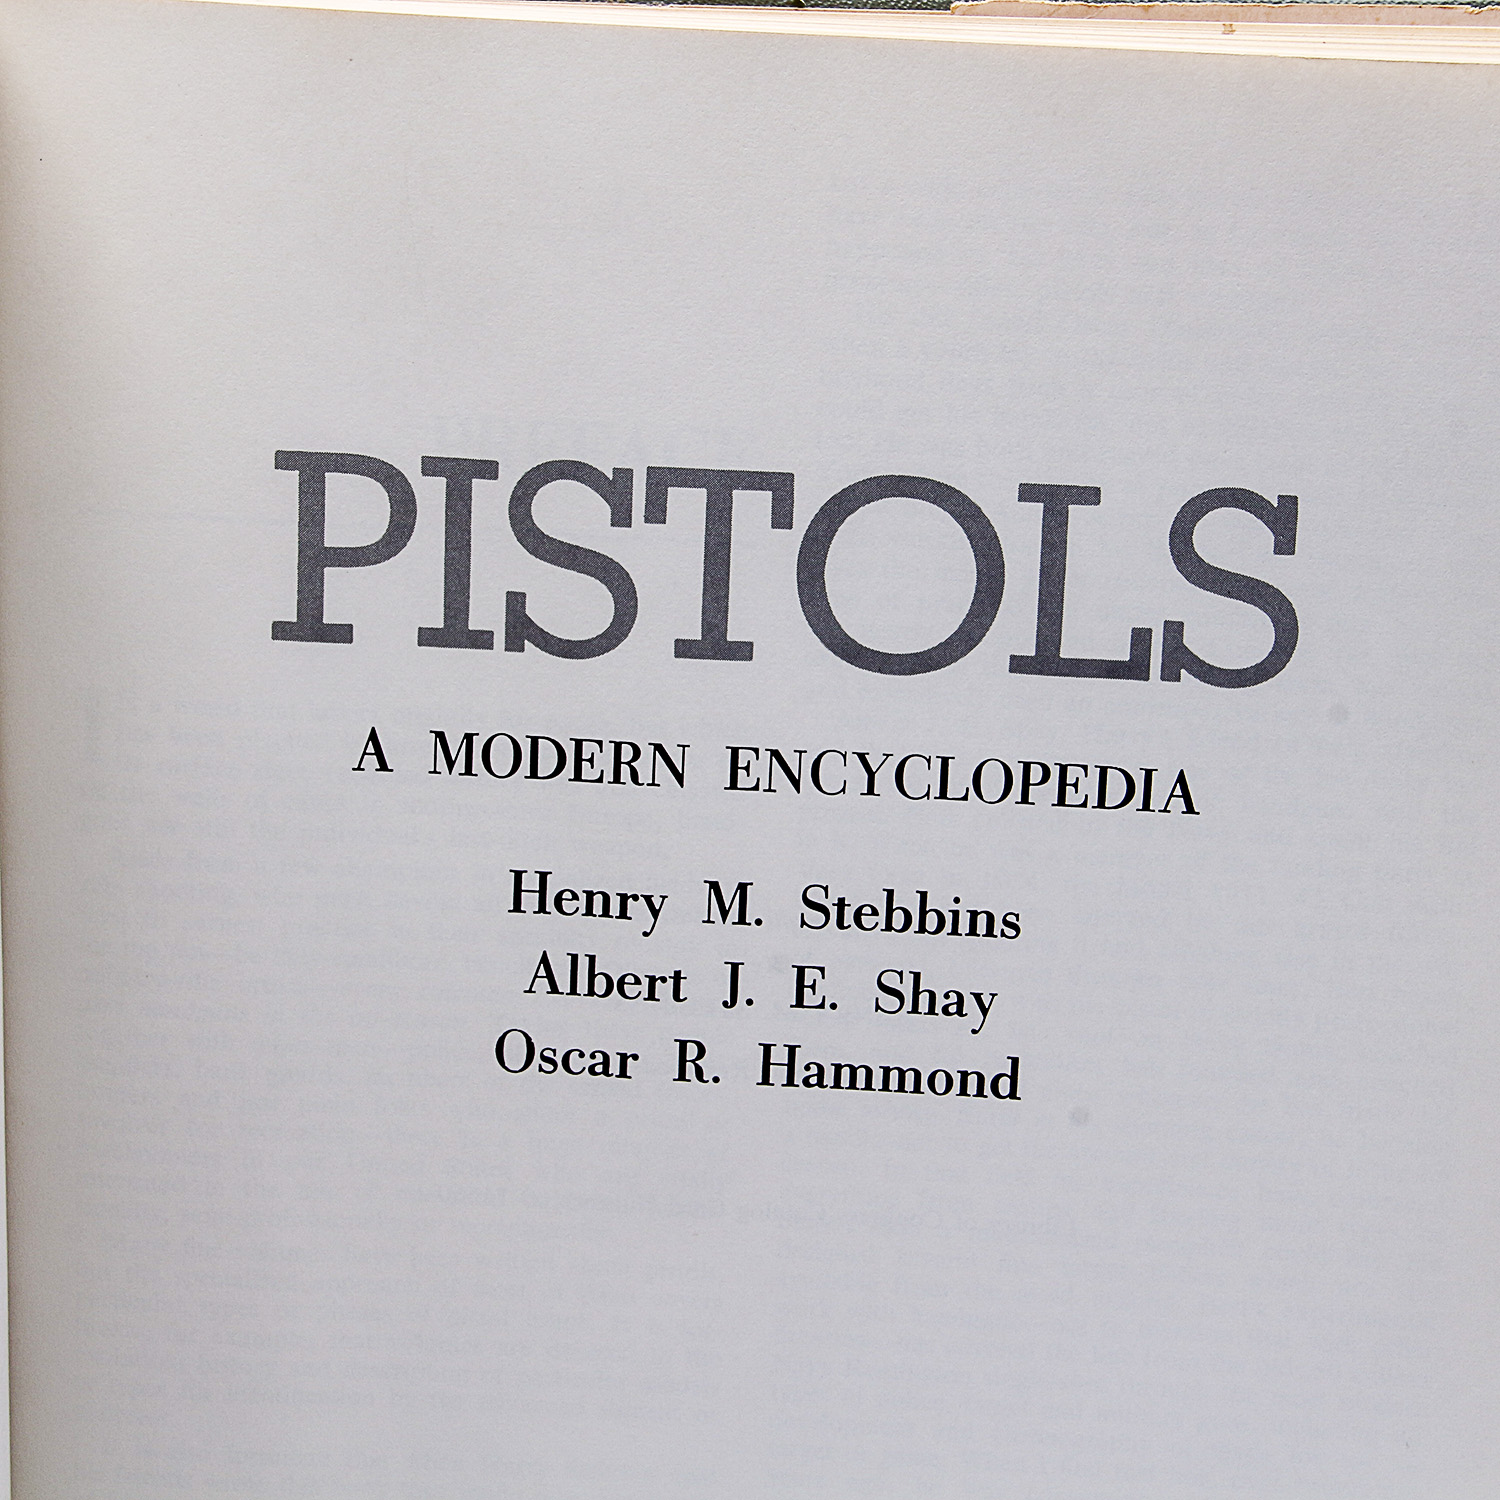 PISTOLS
A MODERN ENCYCLOPEDIA
Henry M. Stebbins
Albert J. E. Shay
Oscar R. Hammond